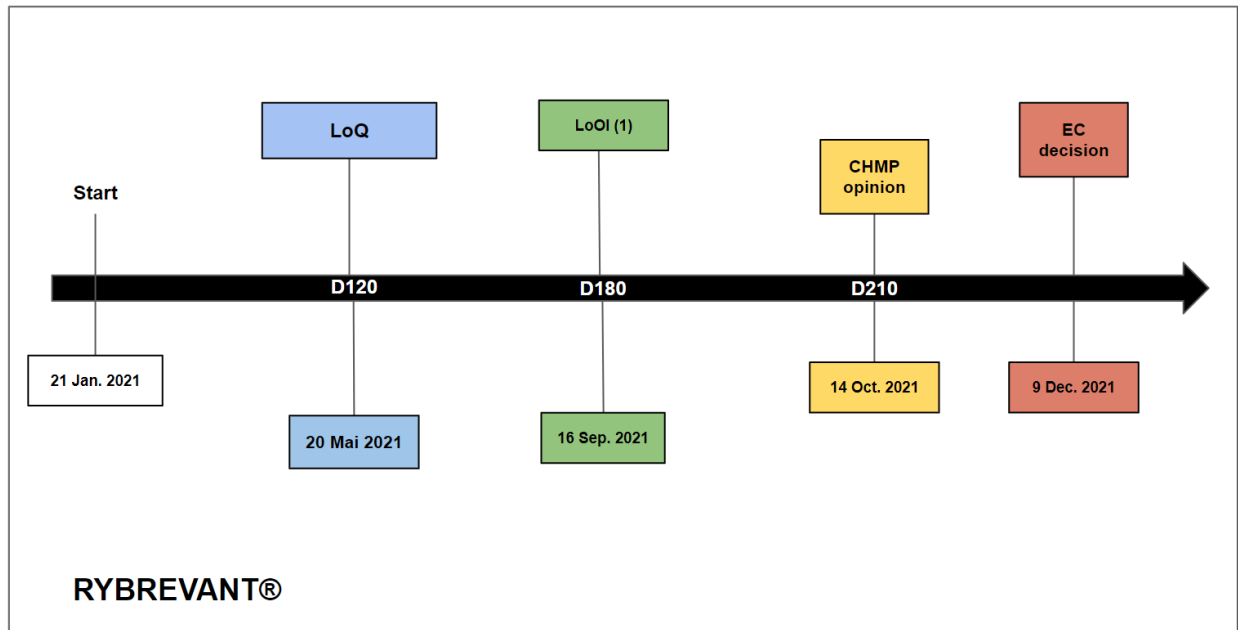 LoQ
LoOI (1)
EC
decision
CHMP
opinion
Start
D120
D180
D210
21 Jan. 2021
14 Oct. 2021
9 Dec. 2021
20 Mai 2021
16 Sep. 2021
RYBREVANT®